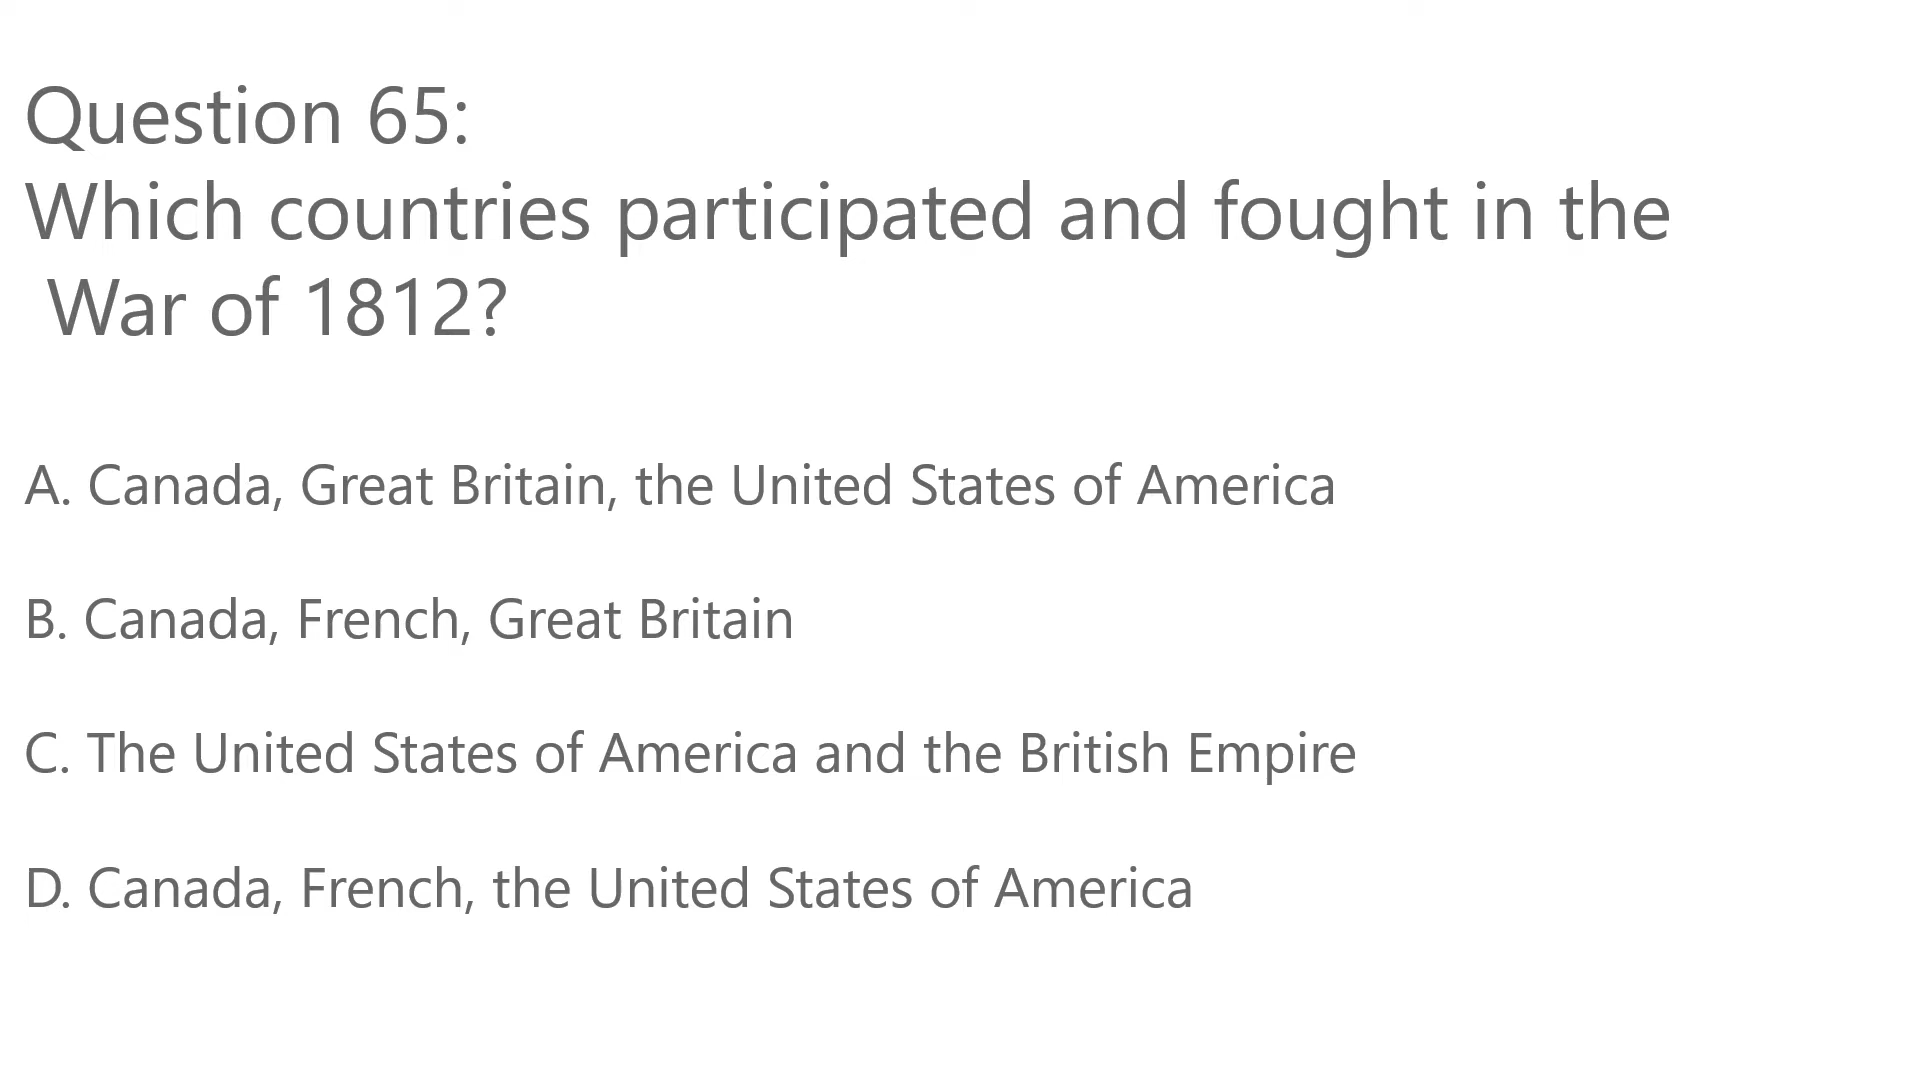 Question 65:
Which countries participated and fought in the
War of 1812?
A. Canada, Great Britain, the United States of America
B. Canada, French, Great Britain
C. The United States of America and the British Empire
D. Canada, French, the United States of America